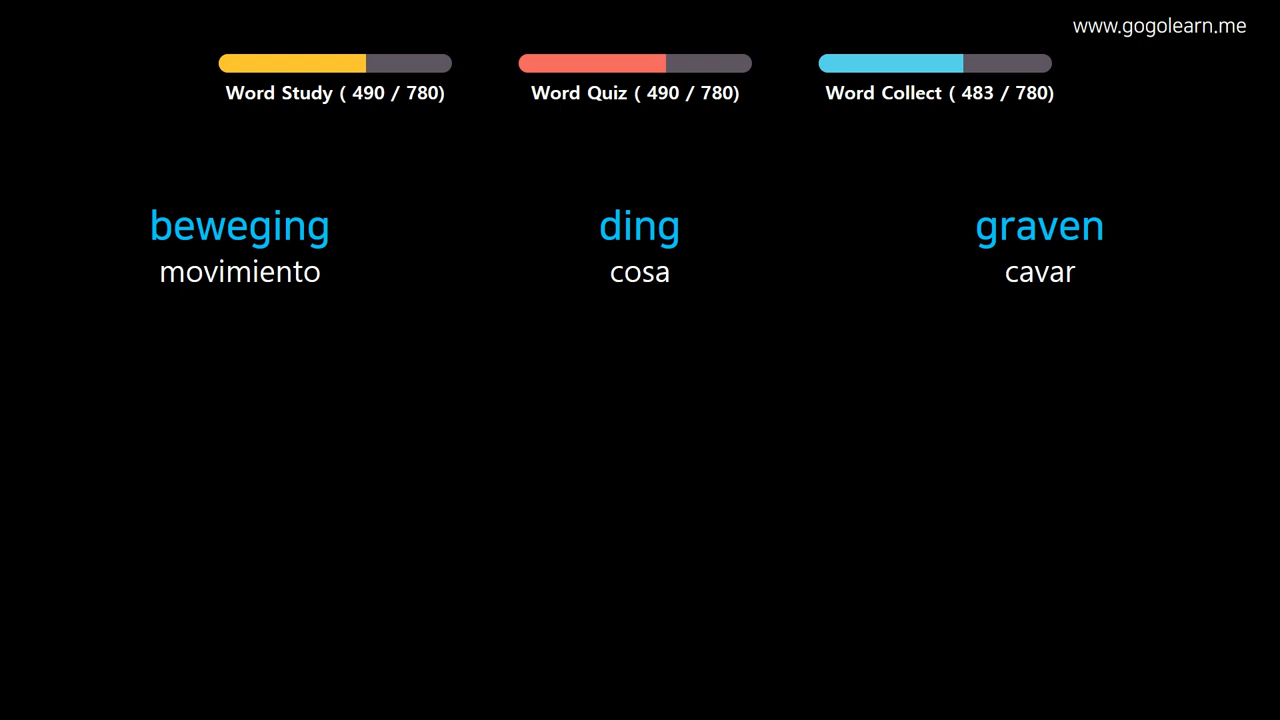 www.gogolearn.me
Word Study ( 490 / 780)
Word Quiz ( 490 / 780)
Word Collect ( 483 / 780)
beweging
ding
graven
movimiento
cosa
cavar